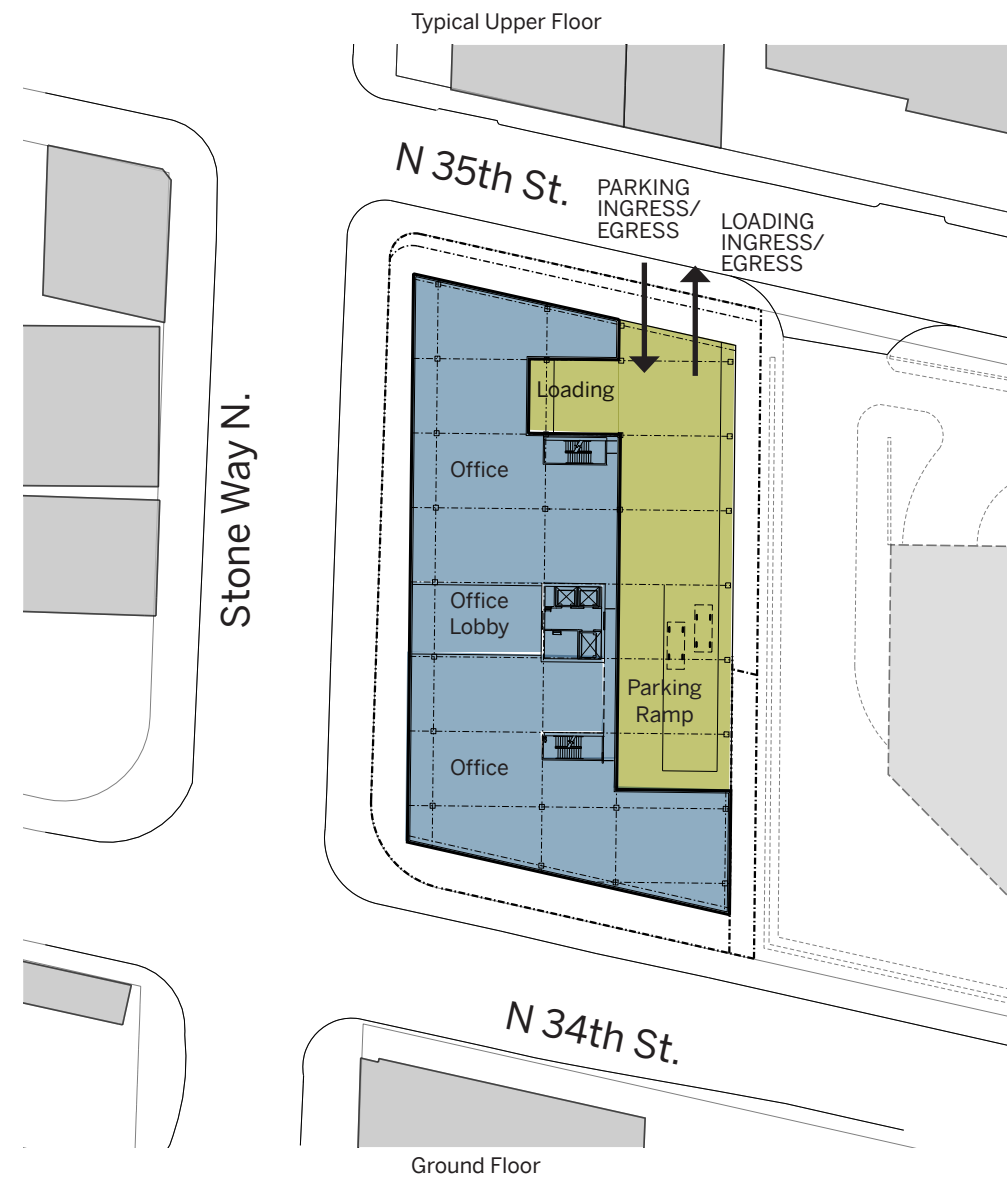 Typical Upper Floor
N 35th St.
PARKING
INGRESS/
EGRESS
LOADING
INGRESS/
EGRESS
Loading
Stone Way N.
Office
Office
Lobby
Parking
Ramp
Office
N 34th St.
Ground Floor